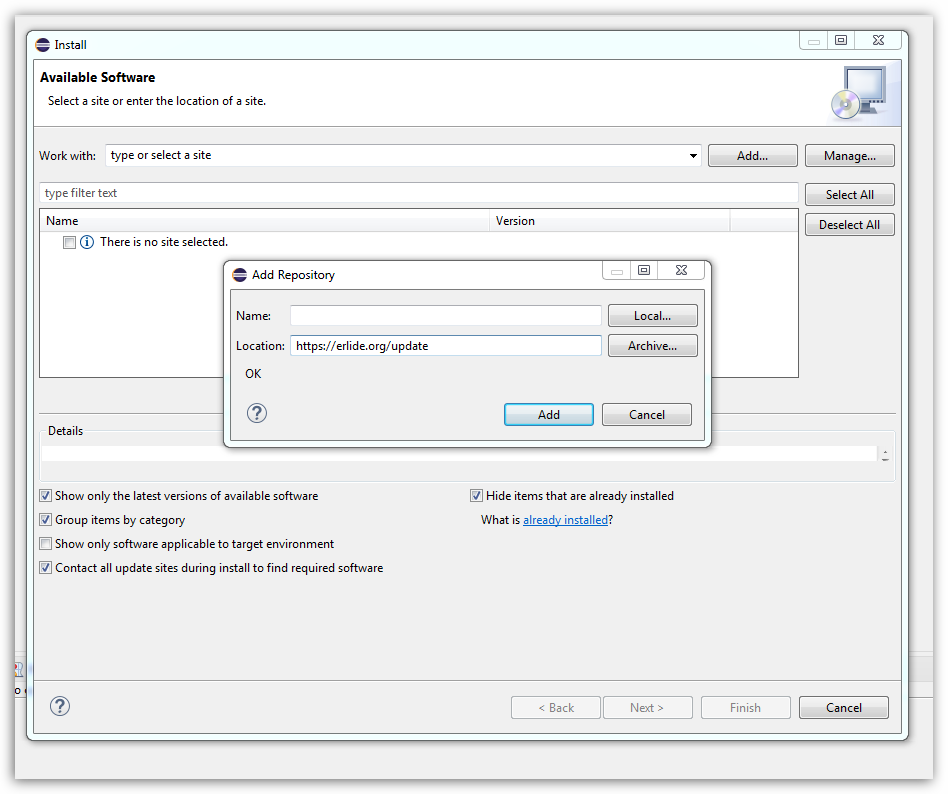 Install
Available Software
Select a site or enter the location of a site.
Work with: type or select a site Add... Manage...
type filter text Select All
Name Version Deselect All
There is no site selected.
Add Repository
Name: Local...
Location: https://erlide.org/update Archive...
OK
Add Cancel
Details
Show only the latest versions of available software Hide items that are already installed
Group items by category What is already installed?
Show only software applicable to target environment
Contact all update sites during install to find required software
< Back Next > Finish Cancel